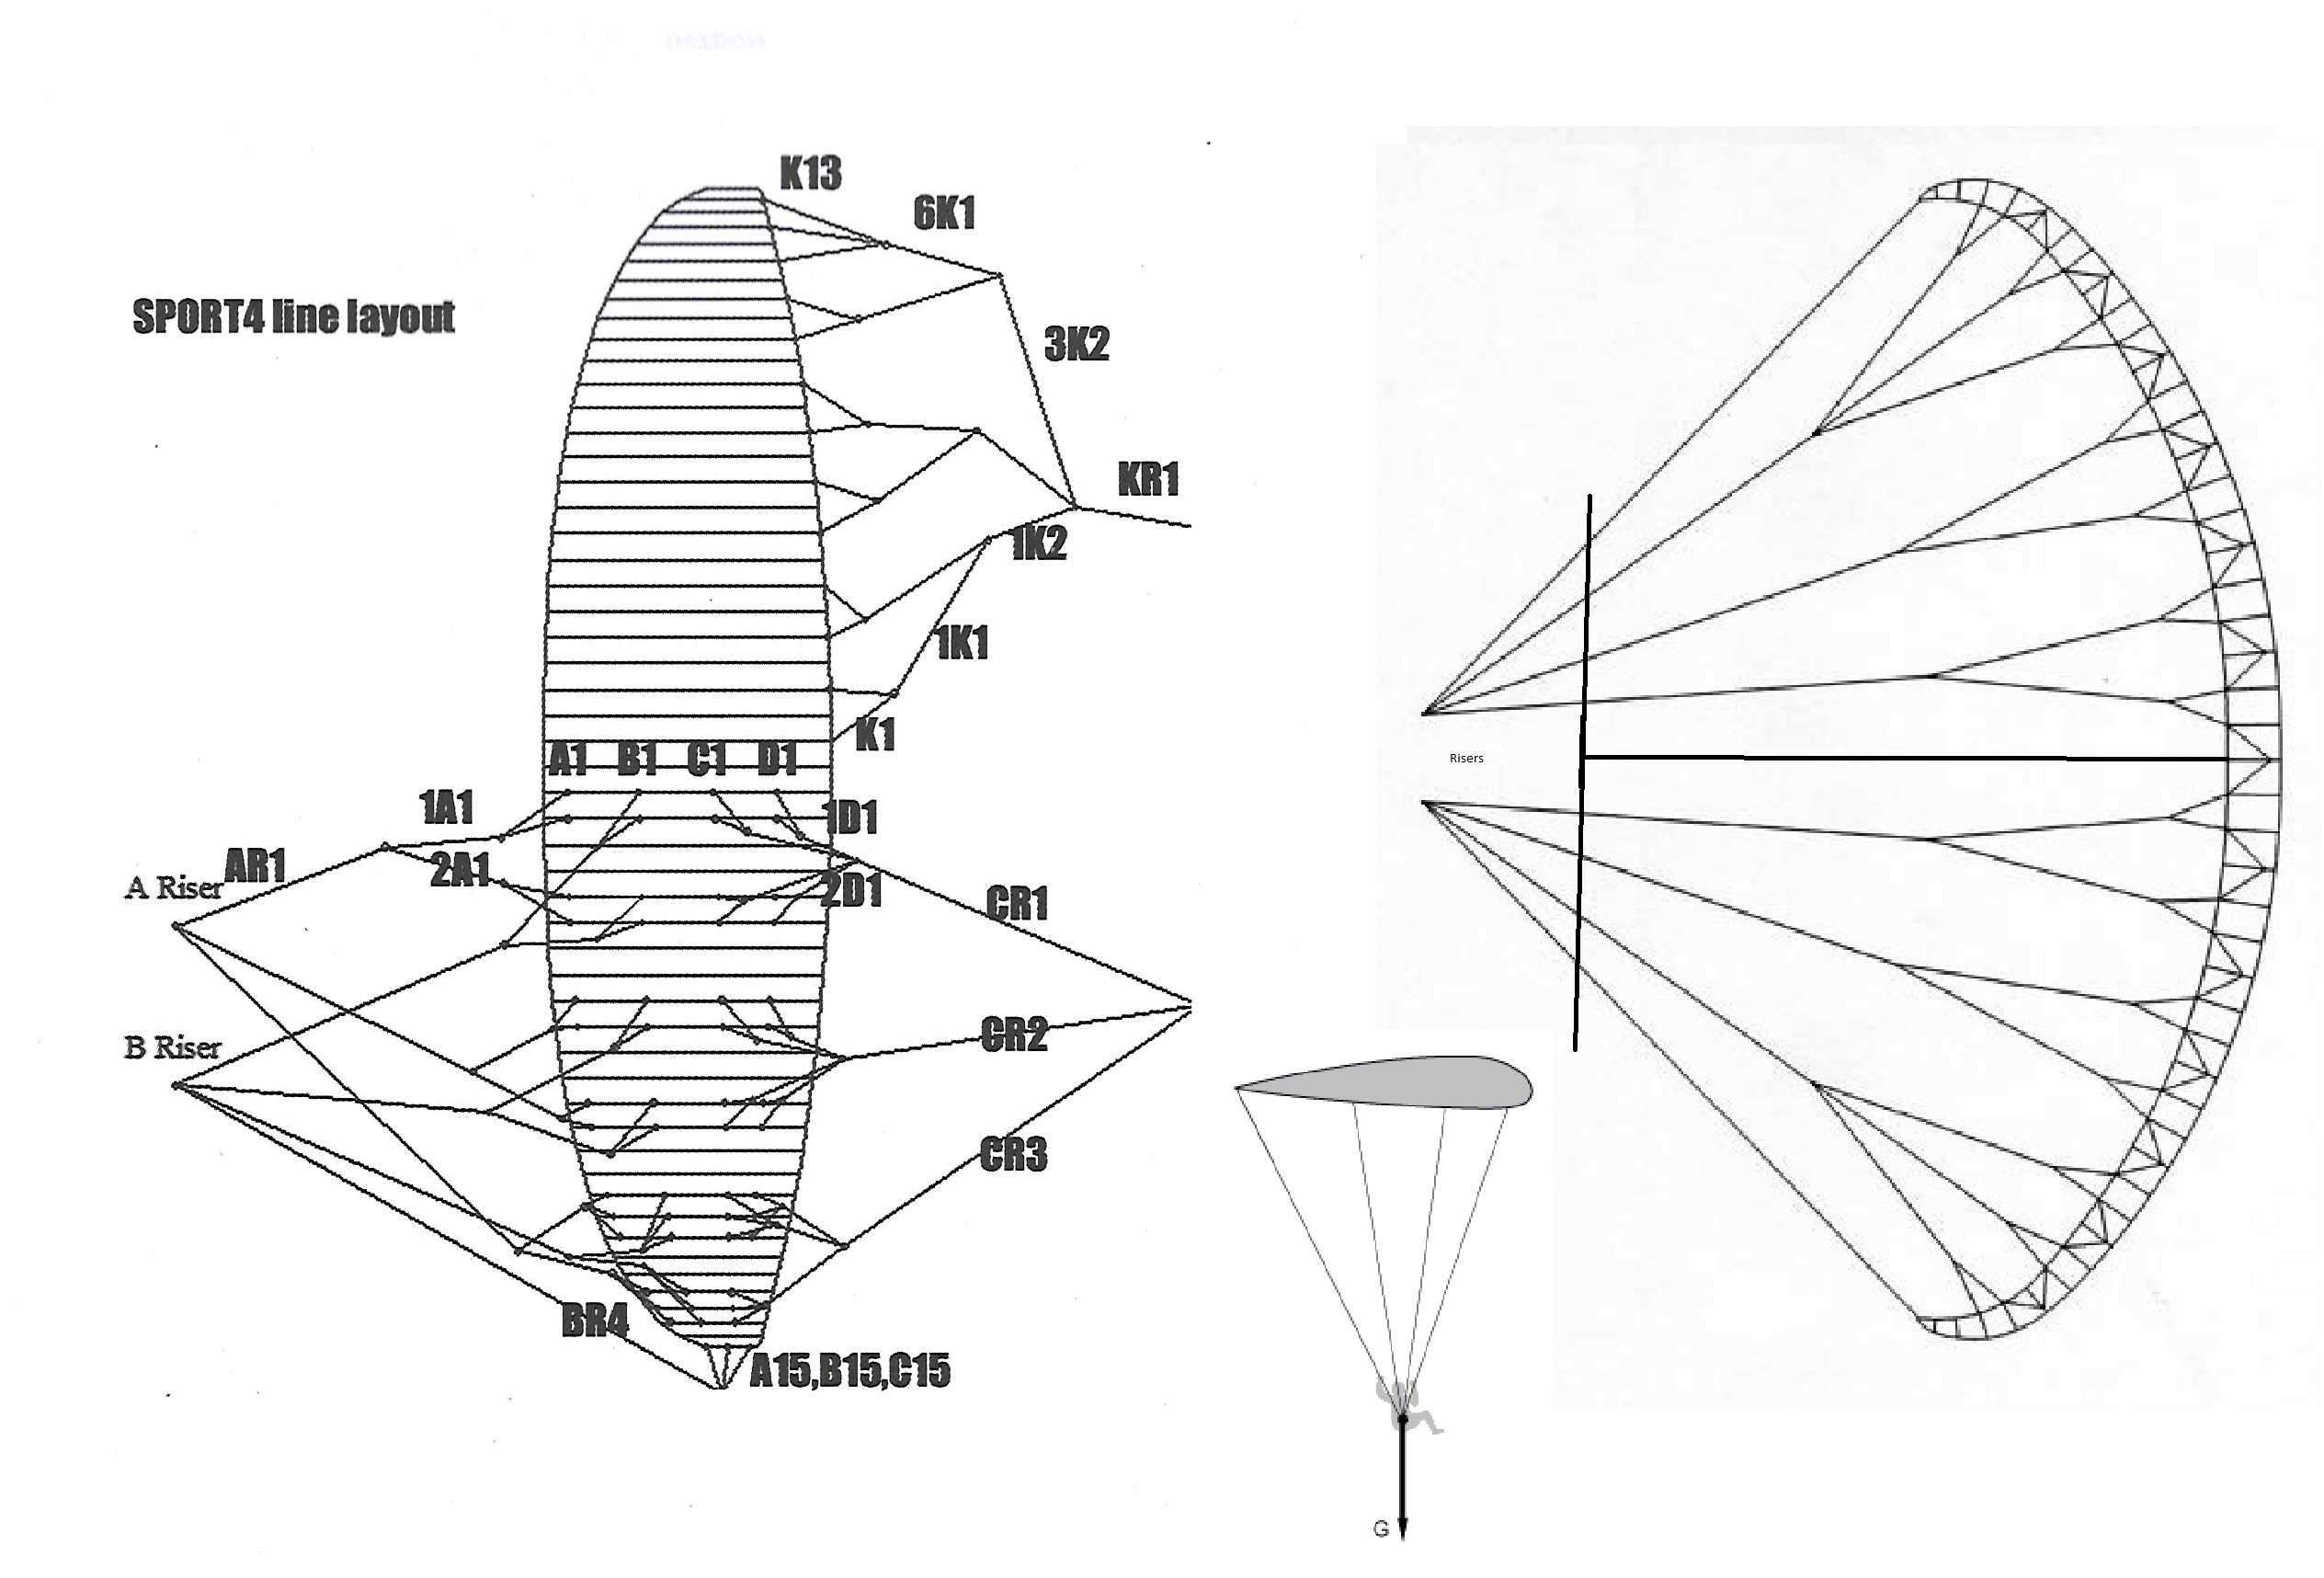 K13
6K1
SPORT4 line layout
3K2
KR1
1K2
1K1
K1
A1 B1 C1 D1
Risers
1A1
1D1
AR1
2A1
A Riser
2D1
CR1
CR2
B Riser
CR3
BR4
A15,B15,C15
G